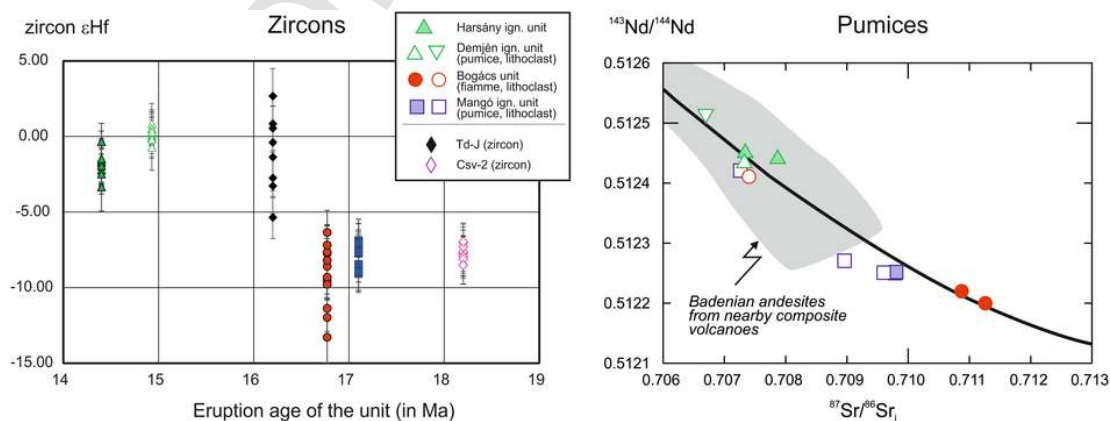 zircon εHf
Zircons
5.00
0.00
-5.00
-10.00
-15.00
14
15
16
17
18
19
Eruption age of the unit (in Ma)
Harsány ign. unit
Demjén ign. unit
(pumice, lithoclast)
Bogács unit
(fiamme, lithoclast)
Mangó ign. unit
(pumice, lithoclast)
Td-J (zircon)
Csv-2 (zircon)
¹⁴³Nd/¹⁴⁴Nd
Pumices
0.5126
0.5125
0.5124
0.5123
0.5122
0.5121
Badenian andesites
from nearby composite
volcanoes
0.706
0.707
0.708
0.709
0.710
0.711
0.712
0.713
⁸⁷Sr/⁸⁶Srᵢ